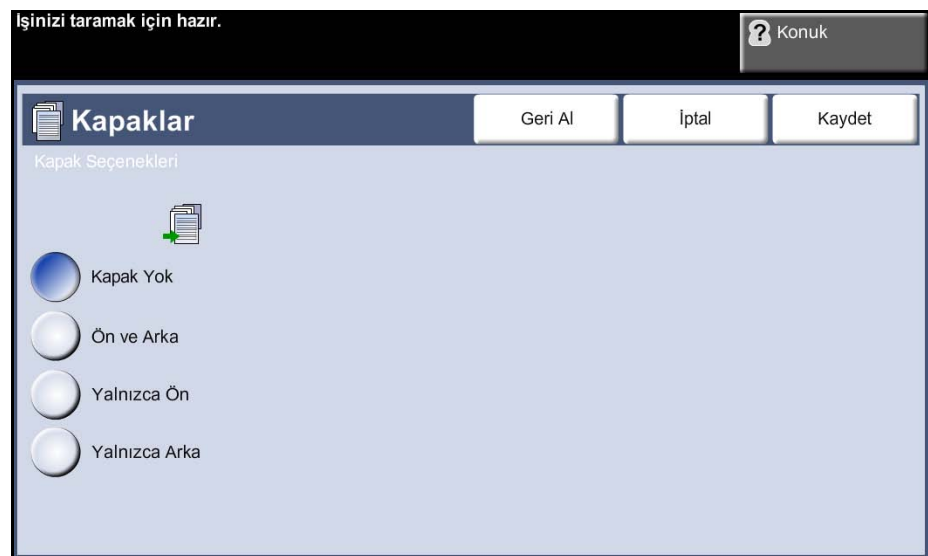 İşinizi taramak için hazır.
? Konuk
Kapaklar
Geri Al
İptal
Kaydet
Kapak Seçenekleri
Kapak Yok
Ön ve Arka
Yalnızca Ön
Yalnızca Arka